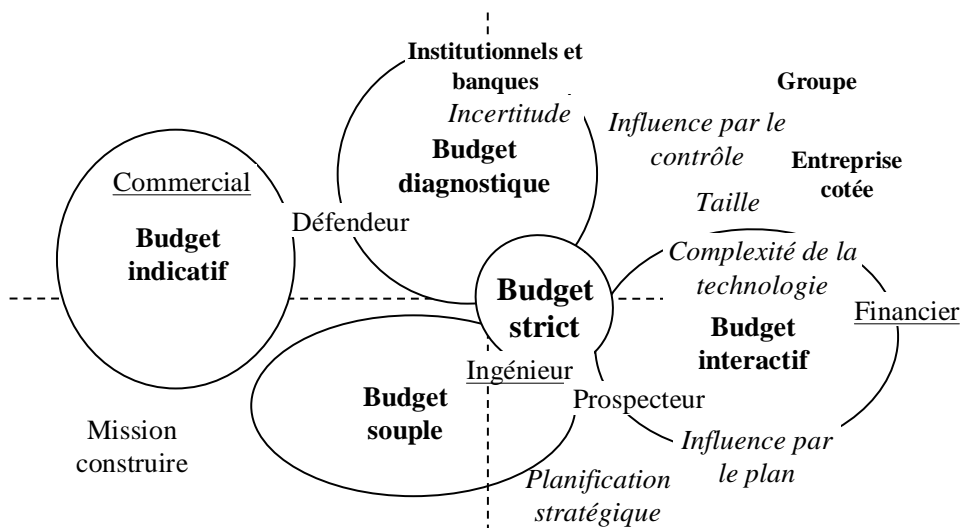 Institutionnels et
banques
Incertitude
Budget
diagnostique
Groupe
Influence par le
contrôle
Entreprise
cotée
Taille
Commercial
Budget
indicatif
Défendeur
Complexité de la
technologie
Budget
strict
Financier
Budget
interactif
Ingénieur
Budget
souple
Prospecteur
Mission
construire
Influence par
le plan
Planification
stratégique